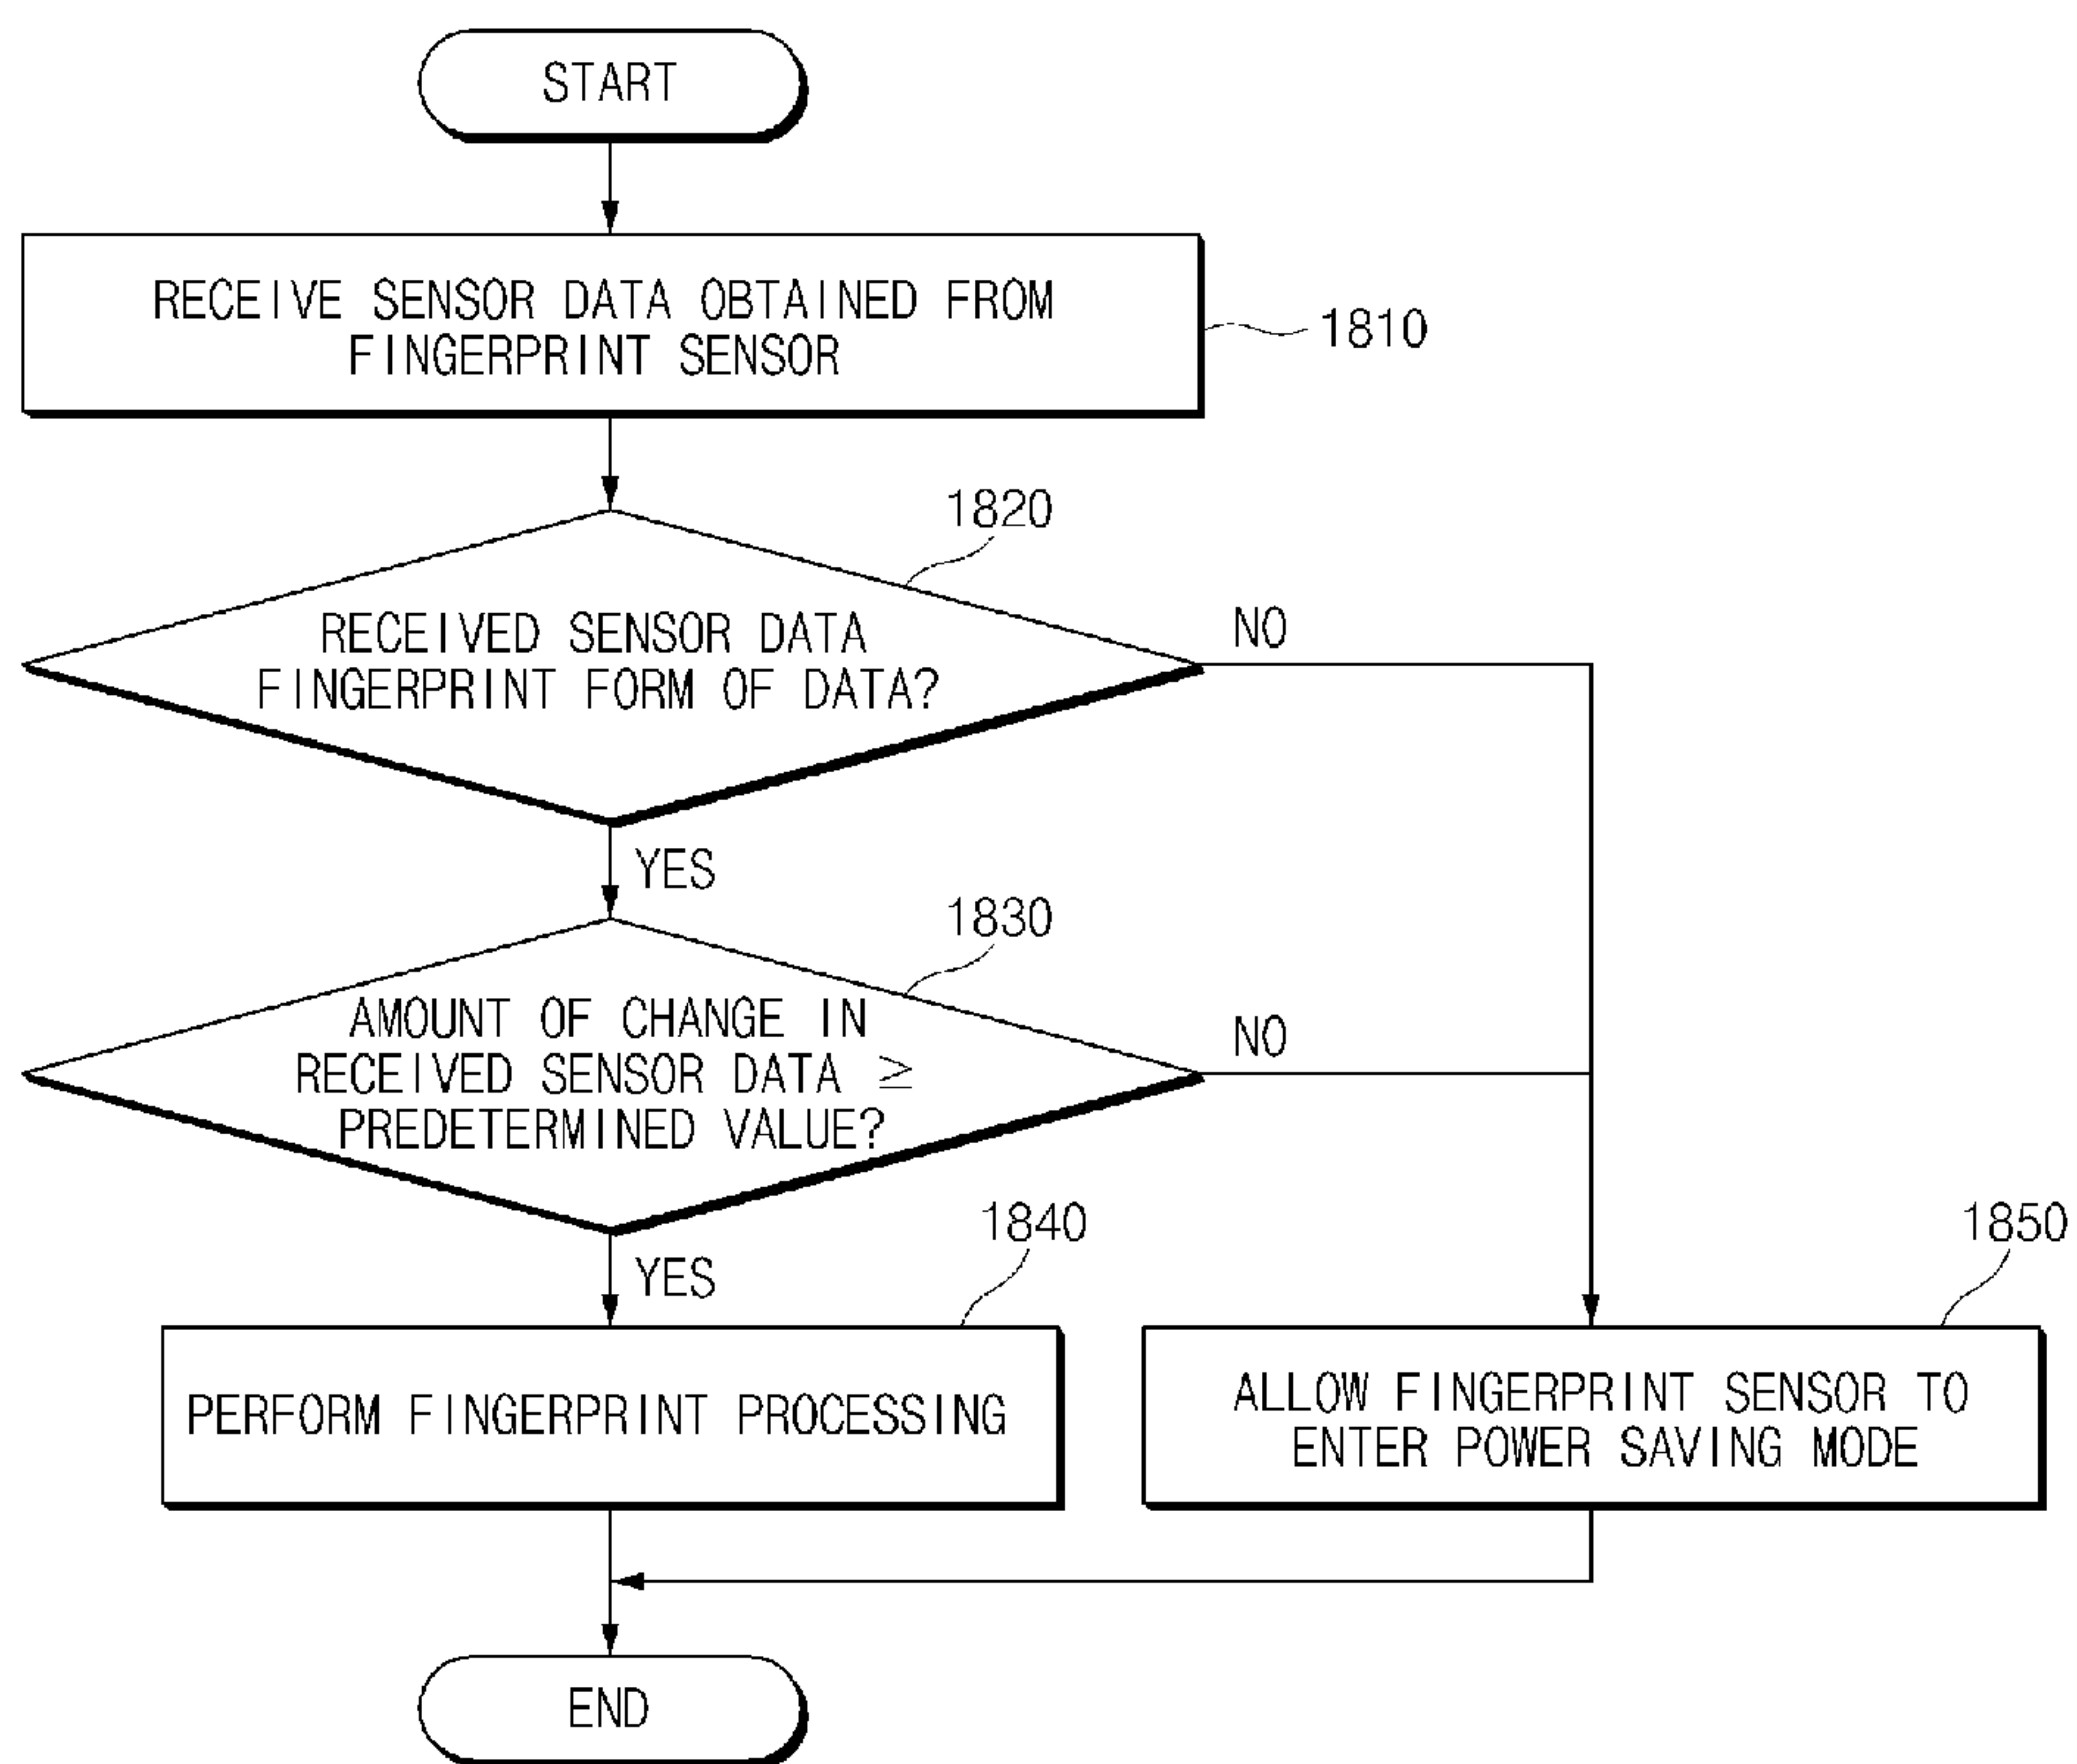 START
RECEIVE SENSOR DATA OBTAINED FROM
FINGERPRINT SENSOR
1810
1820
RECEIVED SENSOR DATA
FINGERPRINT FORM OF DATA?
NO
YES
1830
AMOUNT OF CHANGE IN
RECEIVED SENSOR DATA ≥
PREDETERMINED VALUE?
NO
YES
1840
PERFORM FINGERPRINT PROCESSING
1850
ALLOW FINGERPRINT SENSOR TO
ENTER POWER SAVING MODE
END